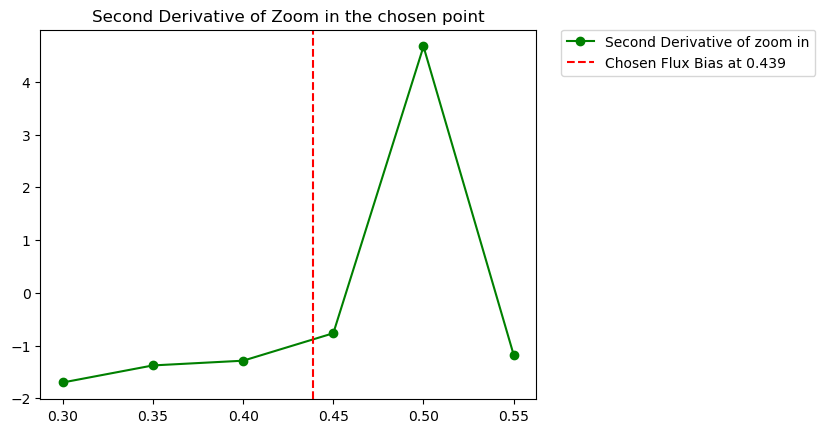 Second Derivative of Zoom in the chosen point
Second Derivative of zoom in
Chosen Flux Bias at 0.439
4
3
2
1
0
−1
−2
0.30 0.35 0.40 0.45 0.50 0.55